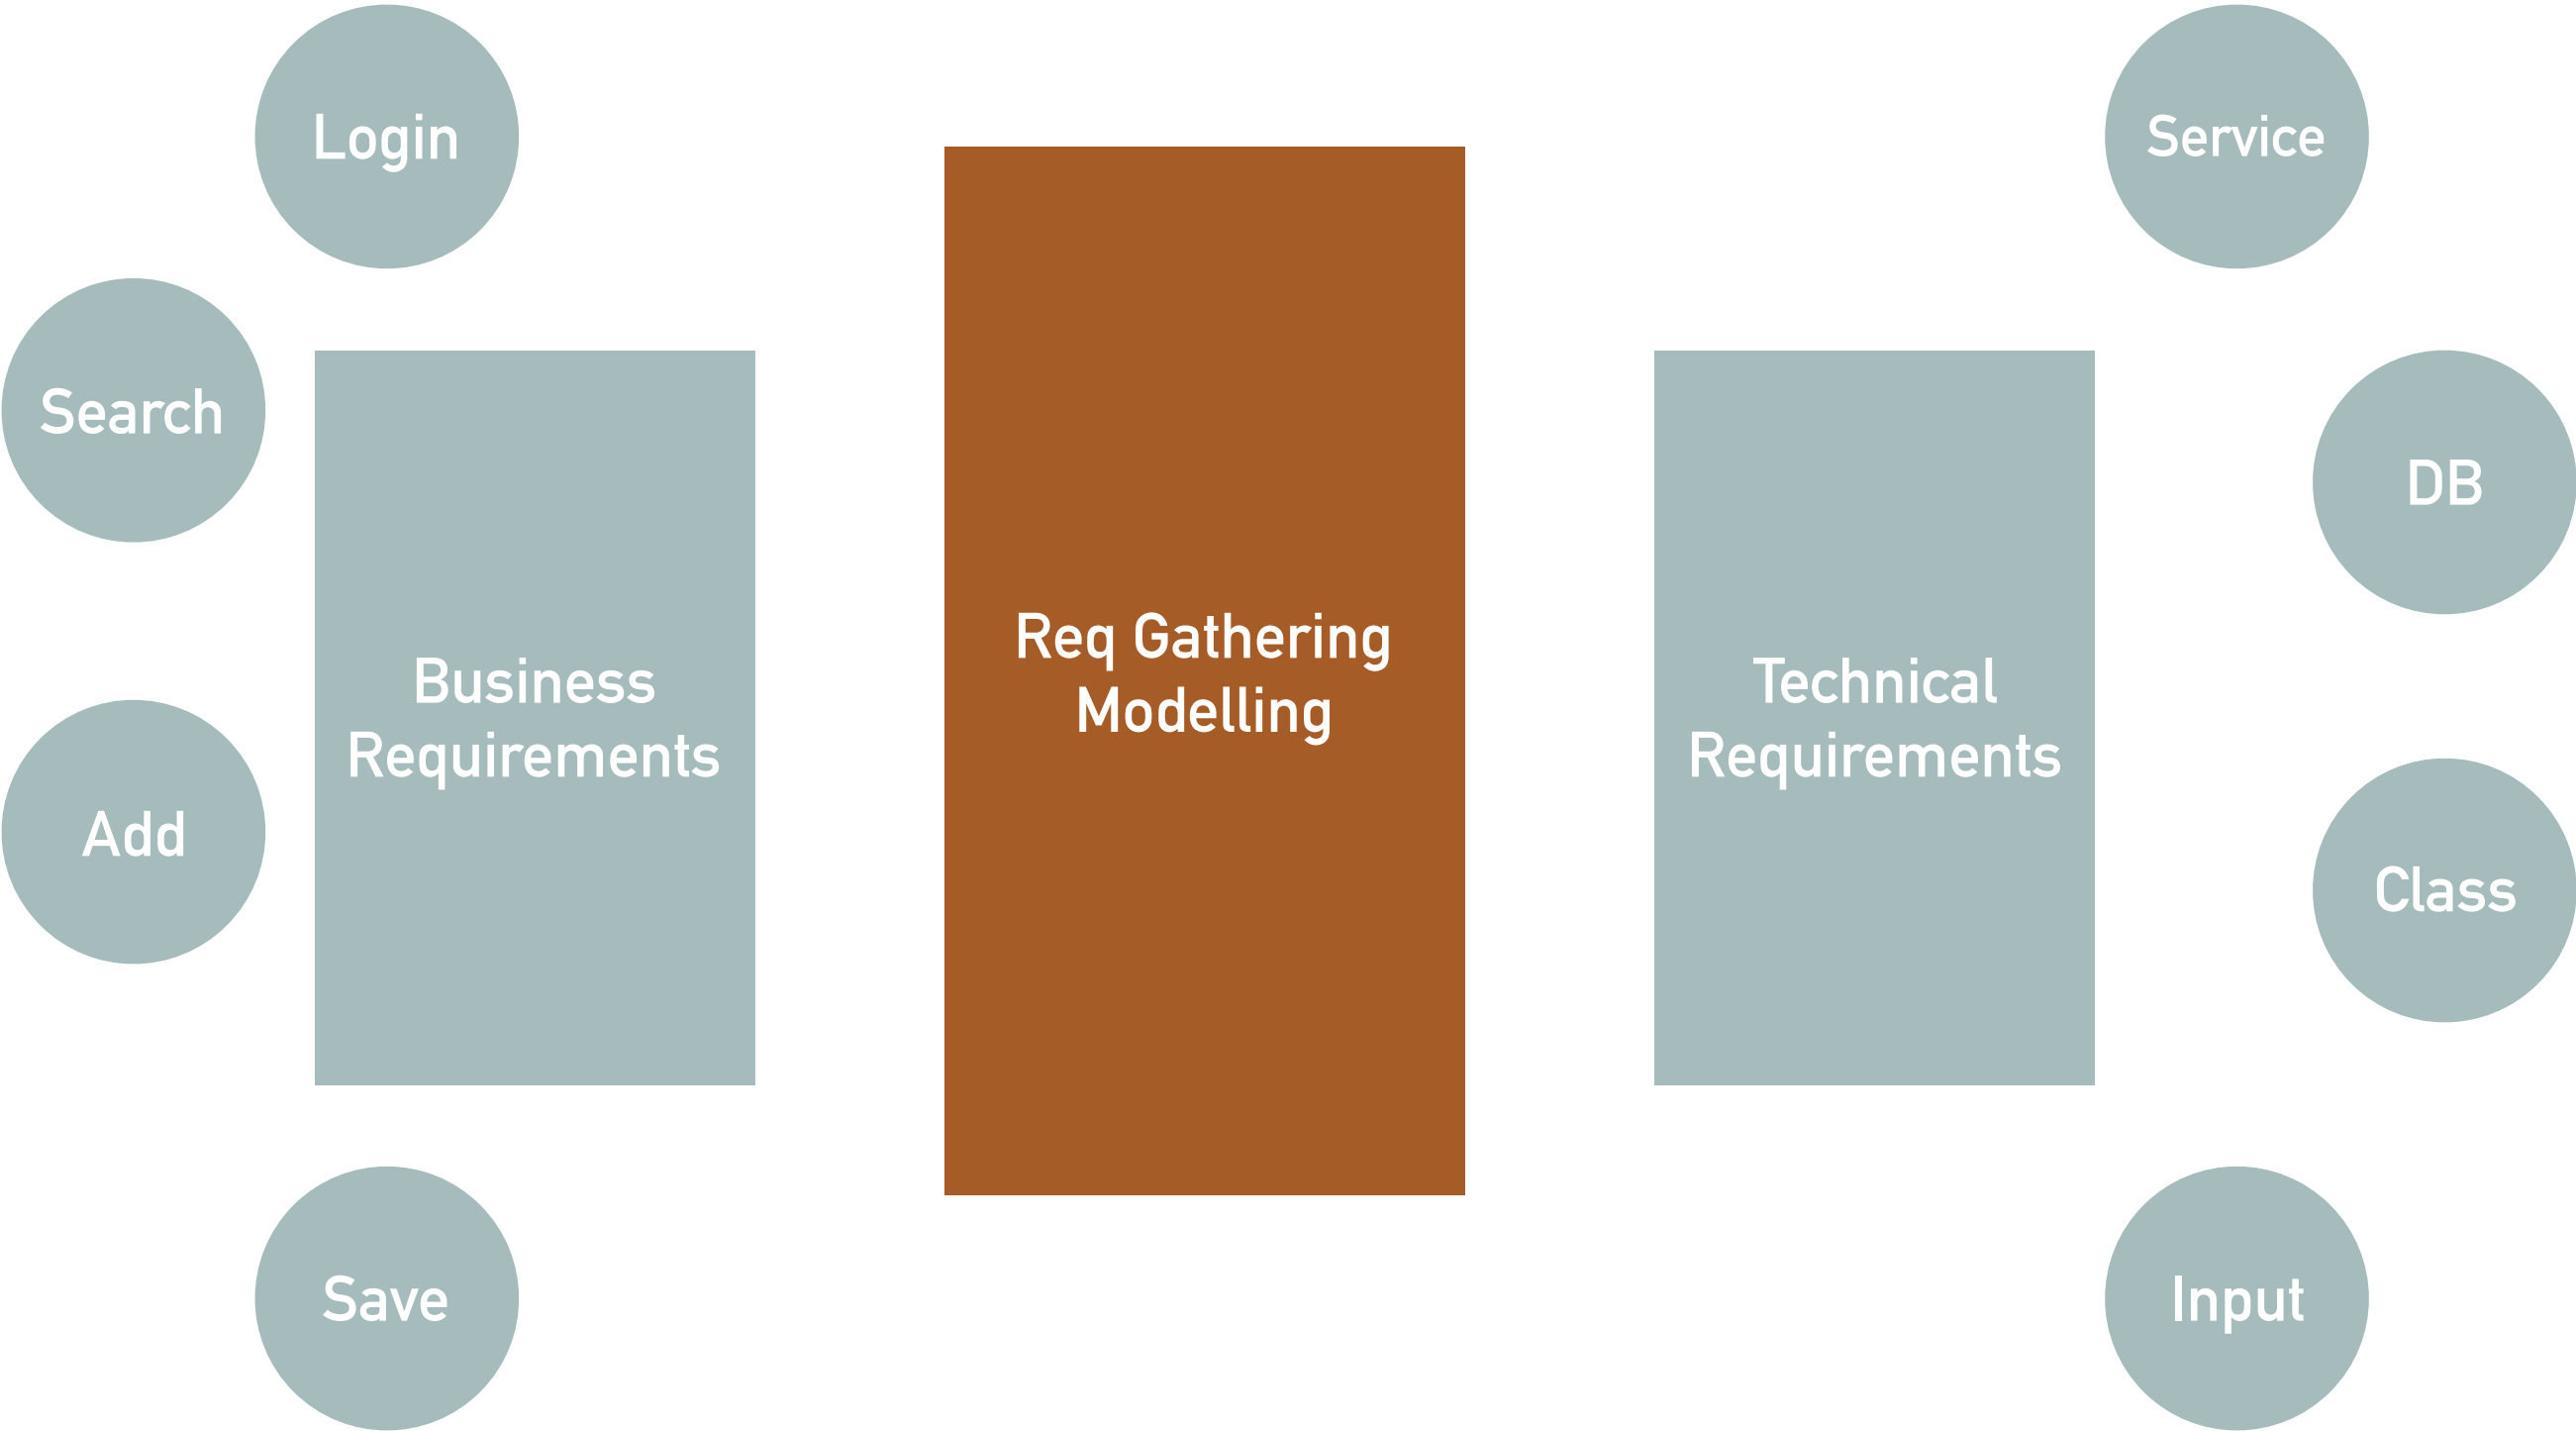 Login
Search
Add
Save
Business
Requirements
Req Gathering
Modelling
Technical
Requirements
Service
DB
Class
Input